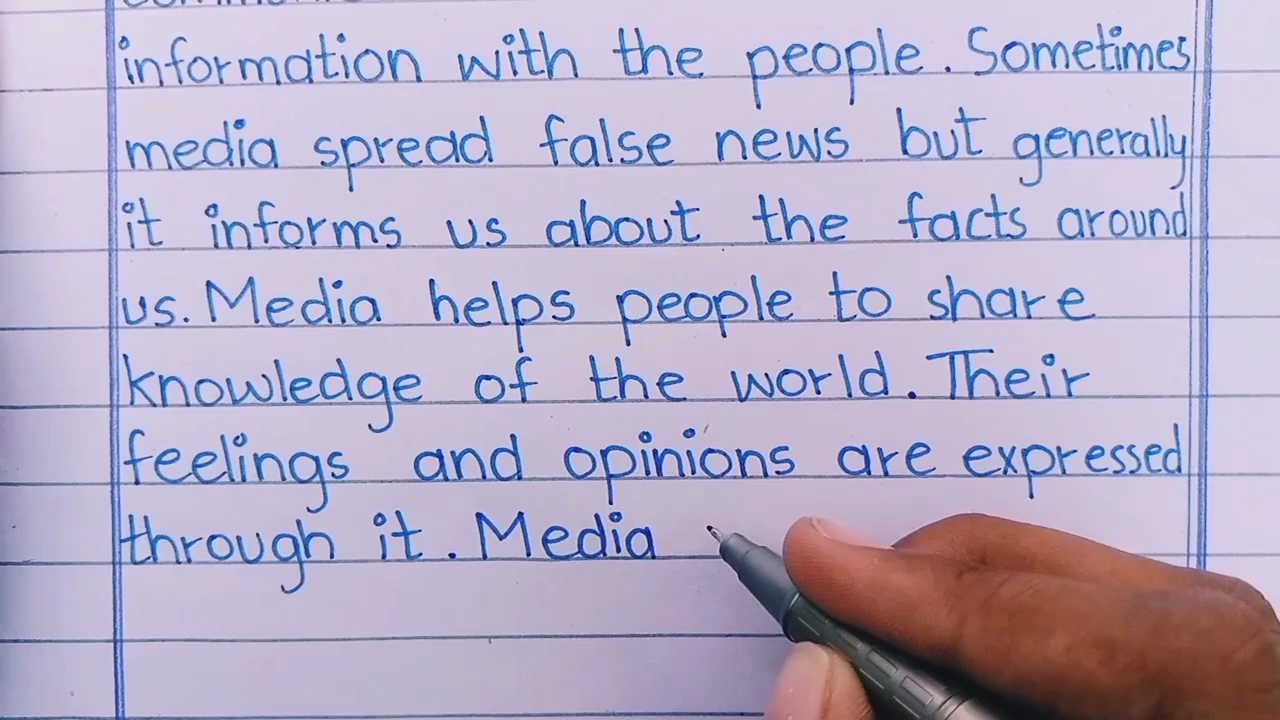 information with the people. Sometimes
media spread false news but generally
it informs us about the facts around
us. Media helps people to share
knowledge of the world. Their
feelings and opinions are expressed
through it. Media